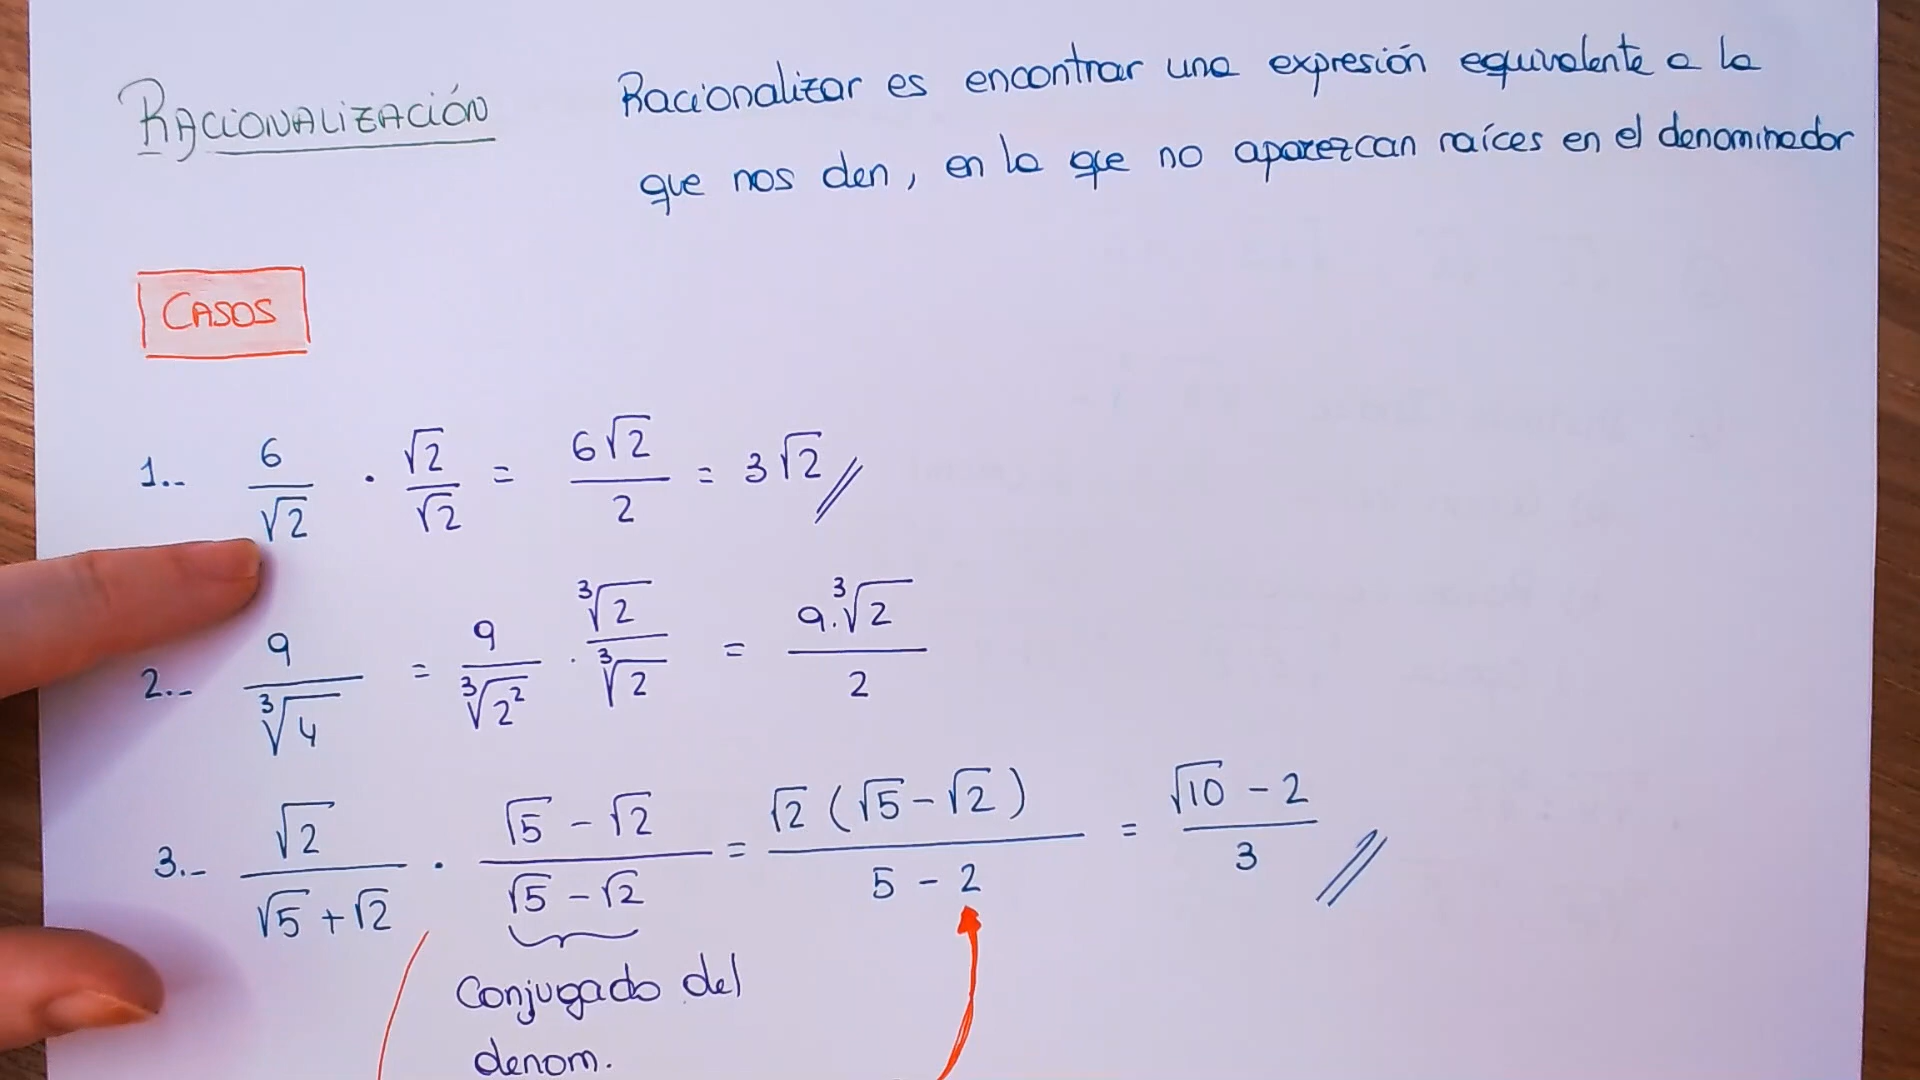 RACIONALIZACIÓN
Racionalizar es encontrar una expresión equivalente a la
que nos den, en la que no aparezcan raíces en el denominador
CASOS
1.- 6/√2 · √2/√2 = 6√2/2 = 3√2 //
2.- 9/∛4 = 9/∛2² · ∛2/∛2 = 9·∛2/2
3.- √2/(√5+√2) · (√5-√2)/(√5-√2) = √2(√5-√2)/(5-2) = (√10-2)/3 //
Conjugado del
denom.